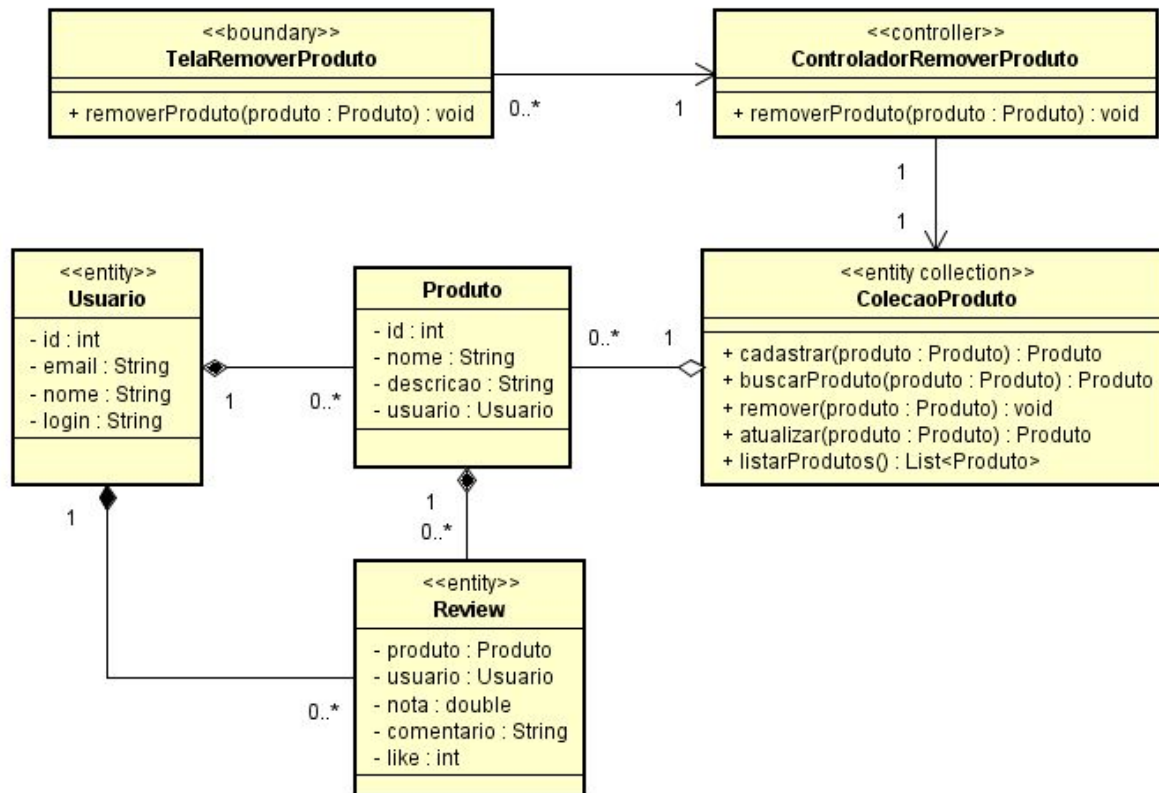 <<boundary>>
TelaRemoverProduto
+ removerProduto(produto : Produto) : void
0..*
1
<<controller>>
ControladorRemoverProduto
+ removerProduto(produto : Produto) : void
1
1
<<entity>>
Usuario
- id : int
- email : String
- nome : String
- login : String
1
0..*
Produto
- id : int
- nome : String
- descricao : String
- usuario : Usuario
0..*
1
<<entity collection>>
ColecaoProduto
+ cadastrar(produto : Produto) : Produto
+ buscarProduto(produto : Produto) : Produto
+ remover(produto : Produto) : void
+ atualizar(produto : Produto) : Produto
+ listarProdutos() : List<Produto>
1
1
0..*
<<entity>>
Review
- produto : Produto
- usuario : Usuario
- nota : double
- comentario : String
- like : int
0..*